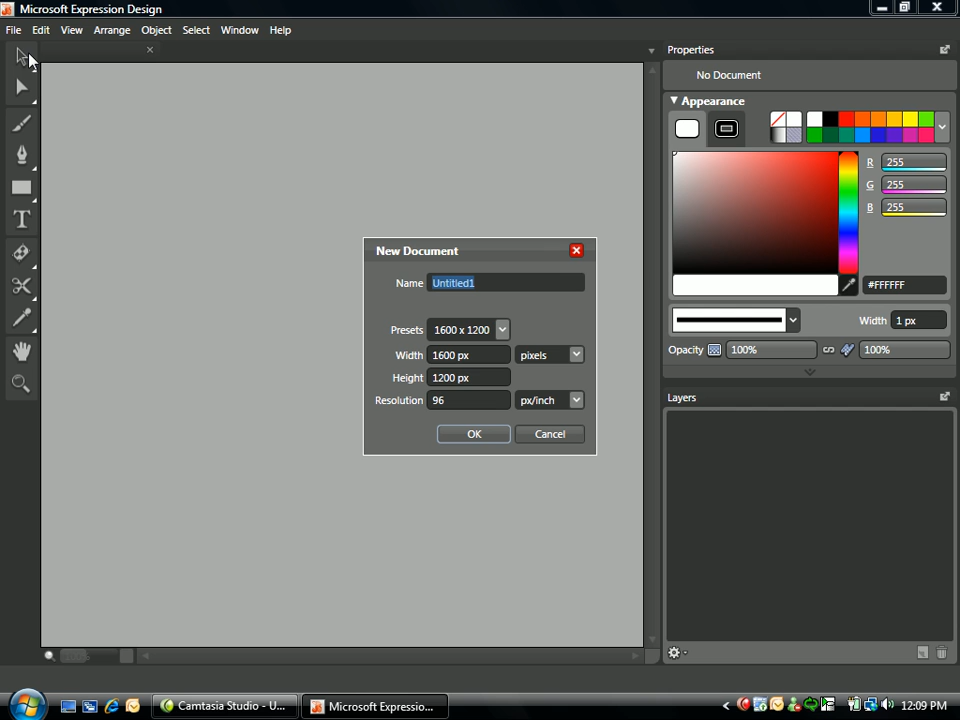 Microsoft Expression Design
File Edit View Arrange Object Select Window Help
Properties
No Document
Appearance
R 255
G 255
B 255
#FFFFFF
Width 1 px
Opacity 100% 100%
Layers
New Document
Name Untitled1
Presets 1600 x 1200
Width 1600 px pixels
Height 1200 px
Resolution 96 px/inch
OK Cancel
Camtasia Studio - U... Microsoft Expressio... 12:09 PM